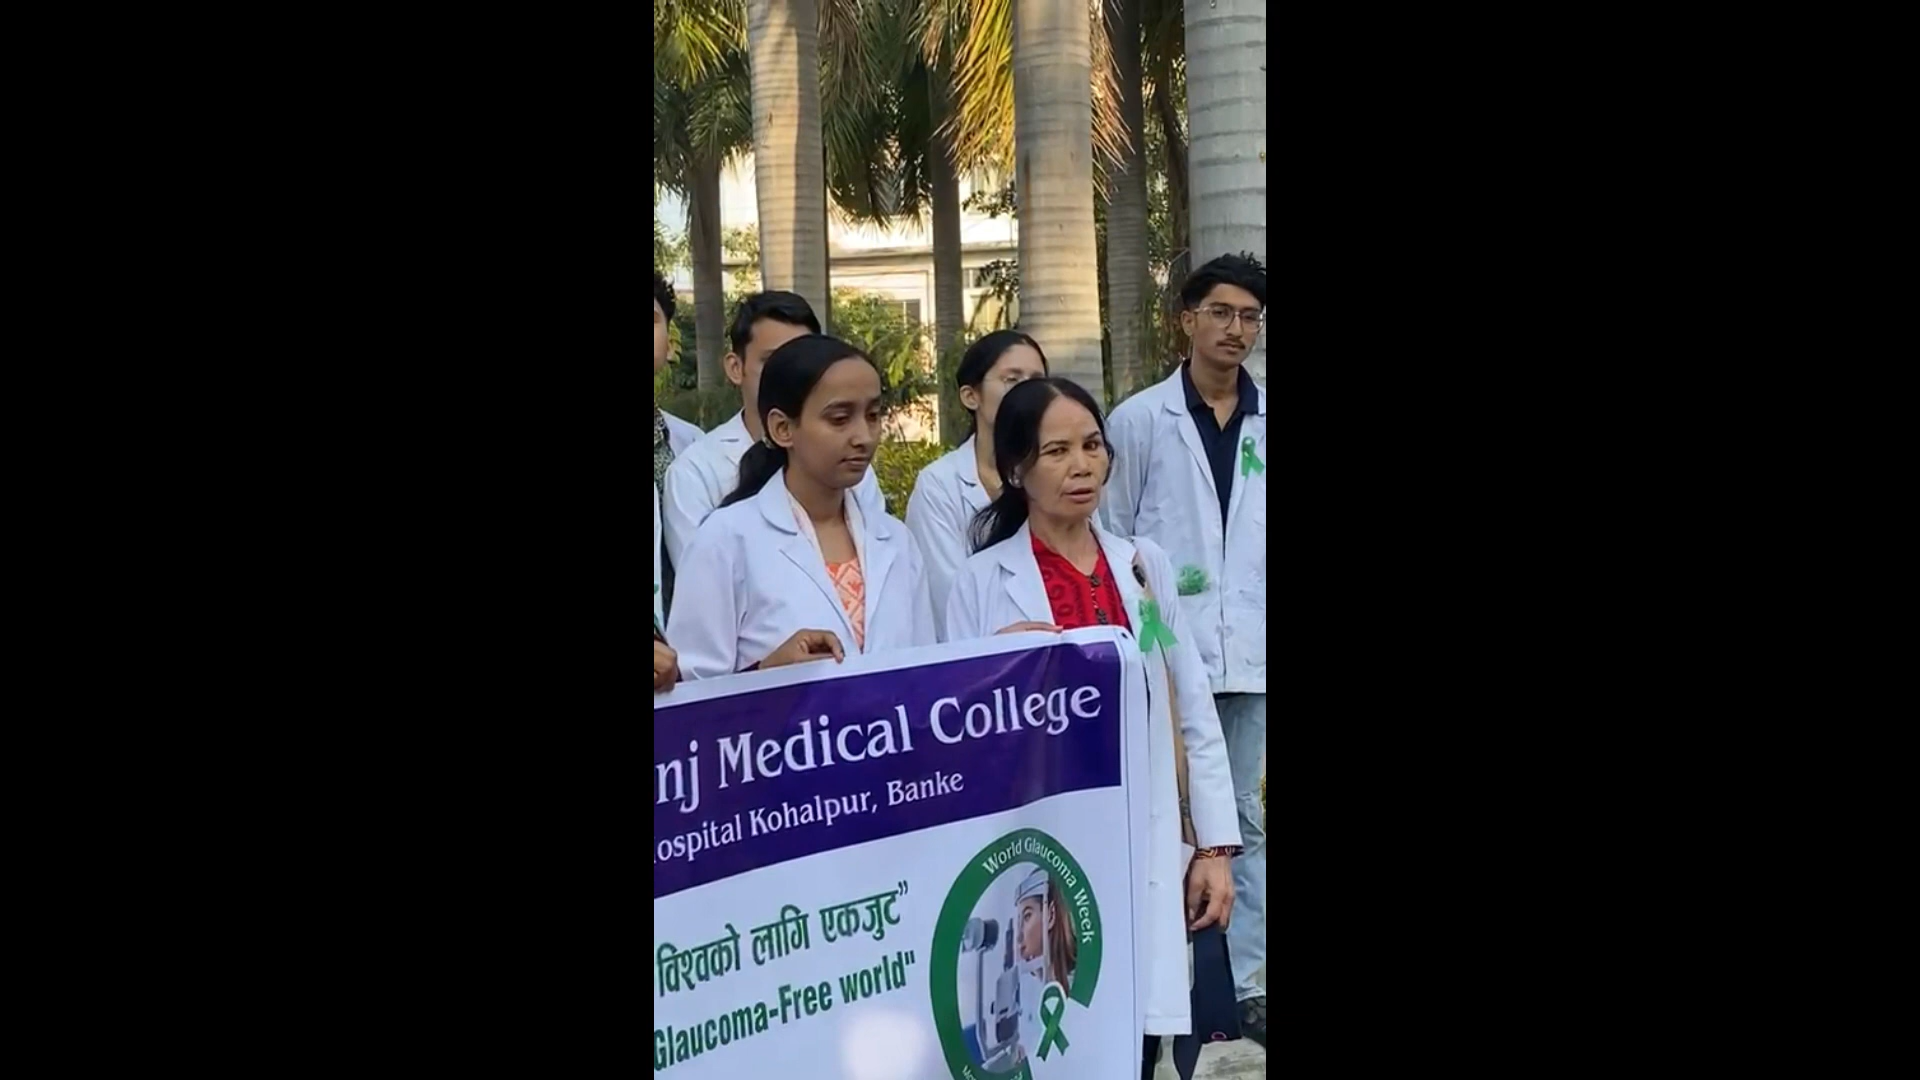 nj Medical College
ospital Kohalpur, Banke
विश्वको लागि एकजुट"
Glaucoma-Free world"
World Glaucoma Week